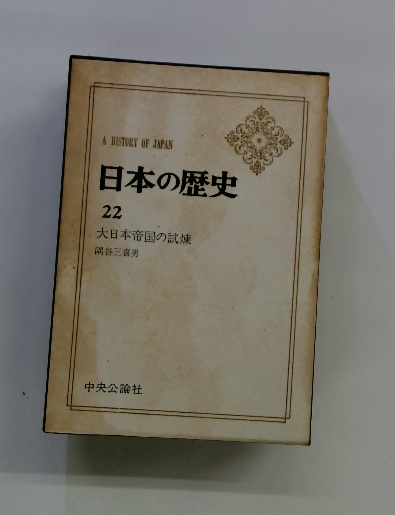 A HISTORY OF JAPAN
日本の歴史
22
大日本帝国の試煉
隅谷三喜男
中央公論社